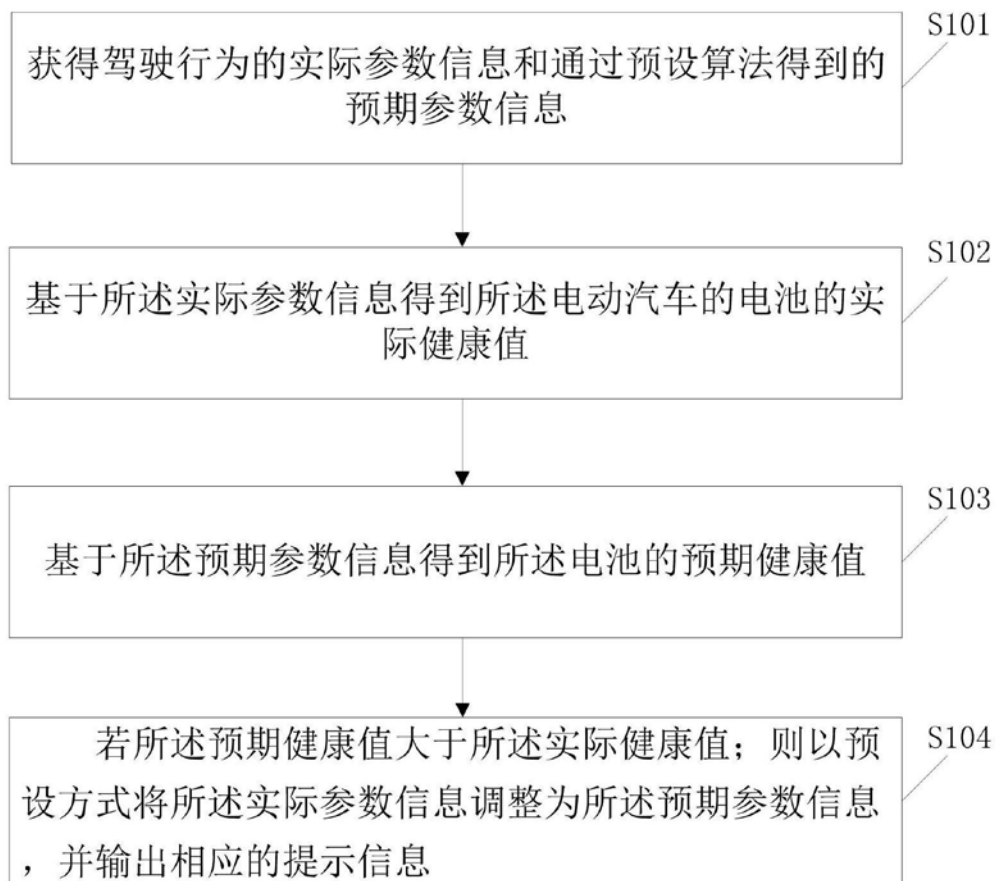 S101
获得驾驶行为的实际参数信息和通过预设算法得到的
预期参数信息
S102
基于所述实际参数信息得到所述电动汽车的电池的实
际健康值
S103
基于所述预期参数信息得到所述电池的预期健康值
S104
若所述预期健康值大于所述实际健康值；则以预
设方式将所述实际参数信息调整为所述预期参数信息
，并输出相应的提示信息